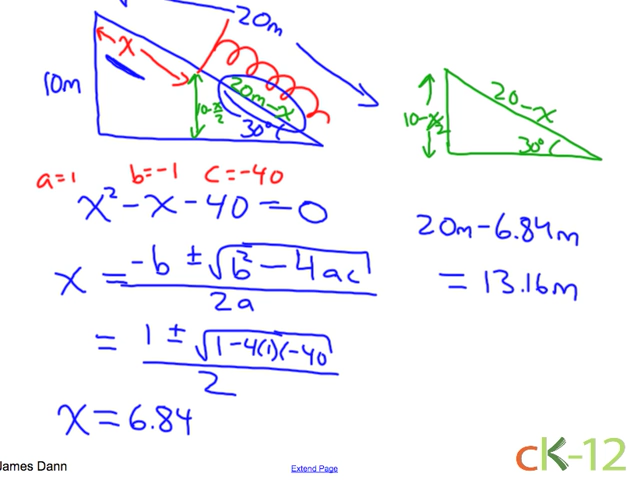 20m
x
10m
10-x/2
20m-x
30°C
20-x
10-x/2
30°C
a=1 b=-1 c=-40
x² - x - 40 = 0
x = -b ± √b² - 4ac / 2a
= 1 ± √1-4(1)(-40 / 2
x = 6.84
20m - 6.84m
= 13.16m
James Dann
Extend Page
cK-12